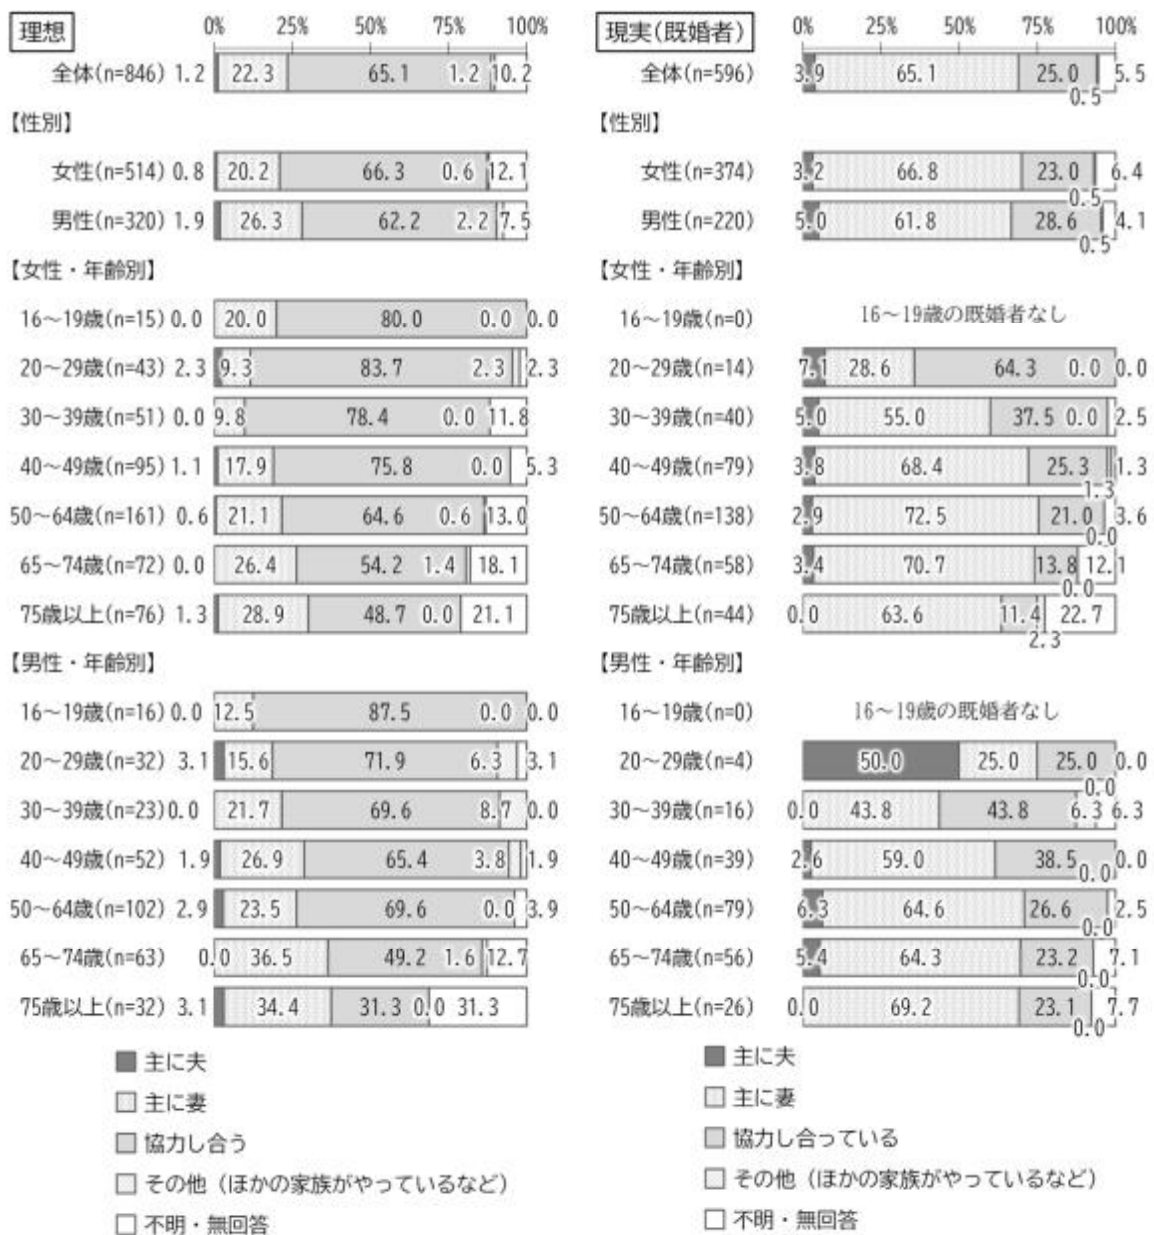 理想
0% 25% 50% 75% 100%
全体(n=846) 1.2 22.3 65.1 1.2 10.2
【性別】
女性(n=514) 0.8 20.2 66.3 0.6 12.1
男性(n=320) 1.9 26.3 62.2 2.2 7.5
【女性・年齢別】
16～19歳(n=15) 0.0 20.0 80.0 0.0 0.0
20～29歳(n=43) 2.3 9.3 83.7 2.3 2.3
30～39歳(n=51) 0.0 9.8 78.4 0.0 11.8
40～49歳(n=95) 1.1 17.9 75.8 0.0 5.3
50～64歳(n=161) 0.6 21.1 64.6 0.6 13.0
65～74歳(n=72) 0.0 26.4 54.2 1.4 18.1
75歳以上(n=76) 1.3 28.9 48.7 0.0 21.1
【男性・年齢別】
16～19歳(n=16) 0.0 12.5 87.5 0.0 0.0
20～29歳(n=32) 3.1 15.6 71.9 6.3 3.1
30～39歳(n=23) 0.0 21.7 69.6 8.7 0.0
40～49歳(n=52) 1.9 26.9 65.4 3.8 1.9
50～64歳(n=102) 2.9 23.5 69.6 0.0 3.9
65～74歳(n=63) 0.0 36.5 49.2 1.6 12.7
75歳以上(n=32) 3.1 34.4 31.3 0.0 31.3
主に夫
主に妻
協力し合う
その他（ほかの家族がやっているなど）
不明・無回答
現実(既婚者)
0% 25% 50% 75% 100%
全体(n=596) 3.9 65.1 25.0 0.5 5.5
【性別】
女性(n=374) 3.2 66.8 23.0 0.5 6.4
男性(n=220) 5.0 61.8 28.6 0.5 4.1
【女性・年齢別】
16～19歳(n=0) 16～19歳の既婚者なし
20～29歳(n=14) 7.1 28.6 64.3 0.0 0.0
30～39歳(n=40) 5.0 55.0 37.5 0.0 2.5
40～49歳(n=79) 3.8 68.4 25.3 1.3 1.3
50～64歳(n=138) 2.9 72.5 21.0 0.0 3.6
65～74歳(n=58) 3.4 70.7 13.8 0.0 12.1
75歳以上(n=44) 0.0 63.6 11.4 2.3 22.7
【男性・年齢別】
16～19歳(n=0) 16～19歳の既婚者なし
20～29歳(n=4) 50.0 25.0 25.0 0.0 0.0
30～39歳(n=16) 0.0 43.8 43.8 6.3 6.3
40～49歳(n=39) 2.6 59.0 38.5 0.0 0.0
50～64歳(n=79) 6.3 64.6 26.6 0.0 2.5
65～74歳(n=56) 5.4 64.3 23.2 0.0 7.1
75歳以上(n=26) 0.0 69.2 23.1 0.0 7.7
主に夫
主に妻
協力し合っている
その他（ほかの家族がやっているなど）
不明・無回答